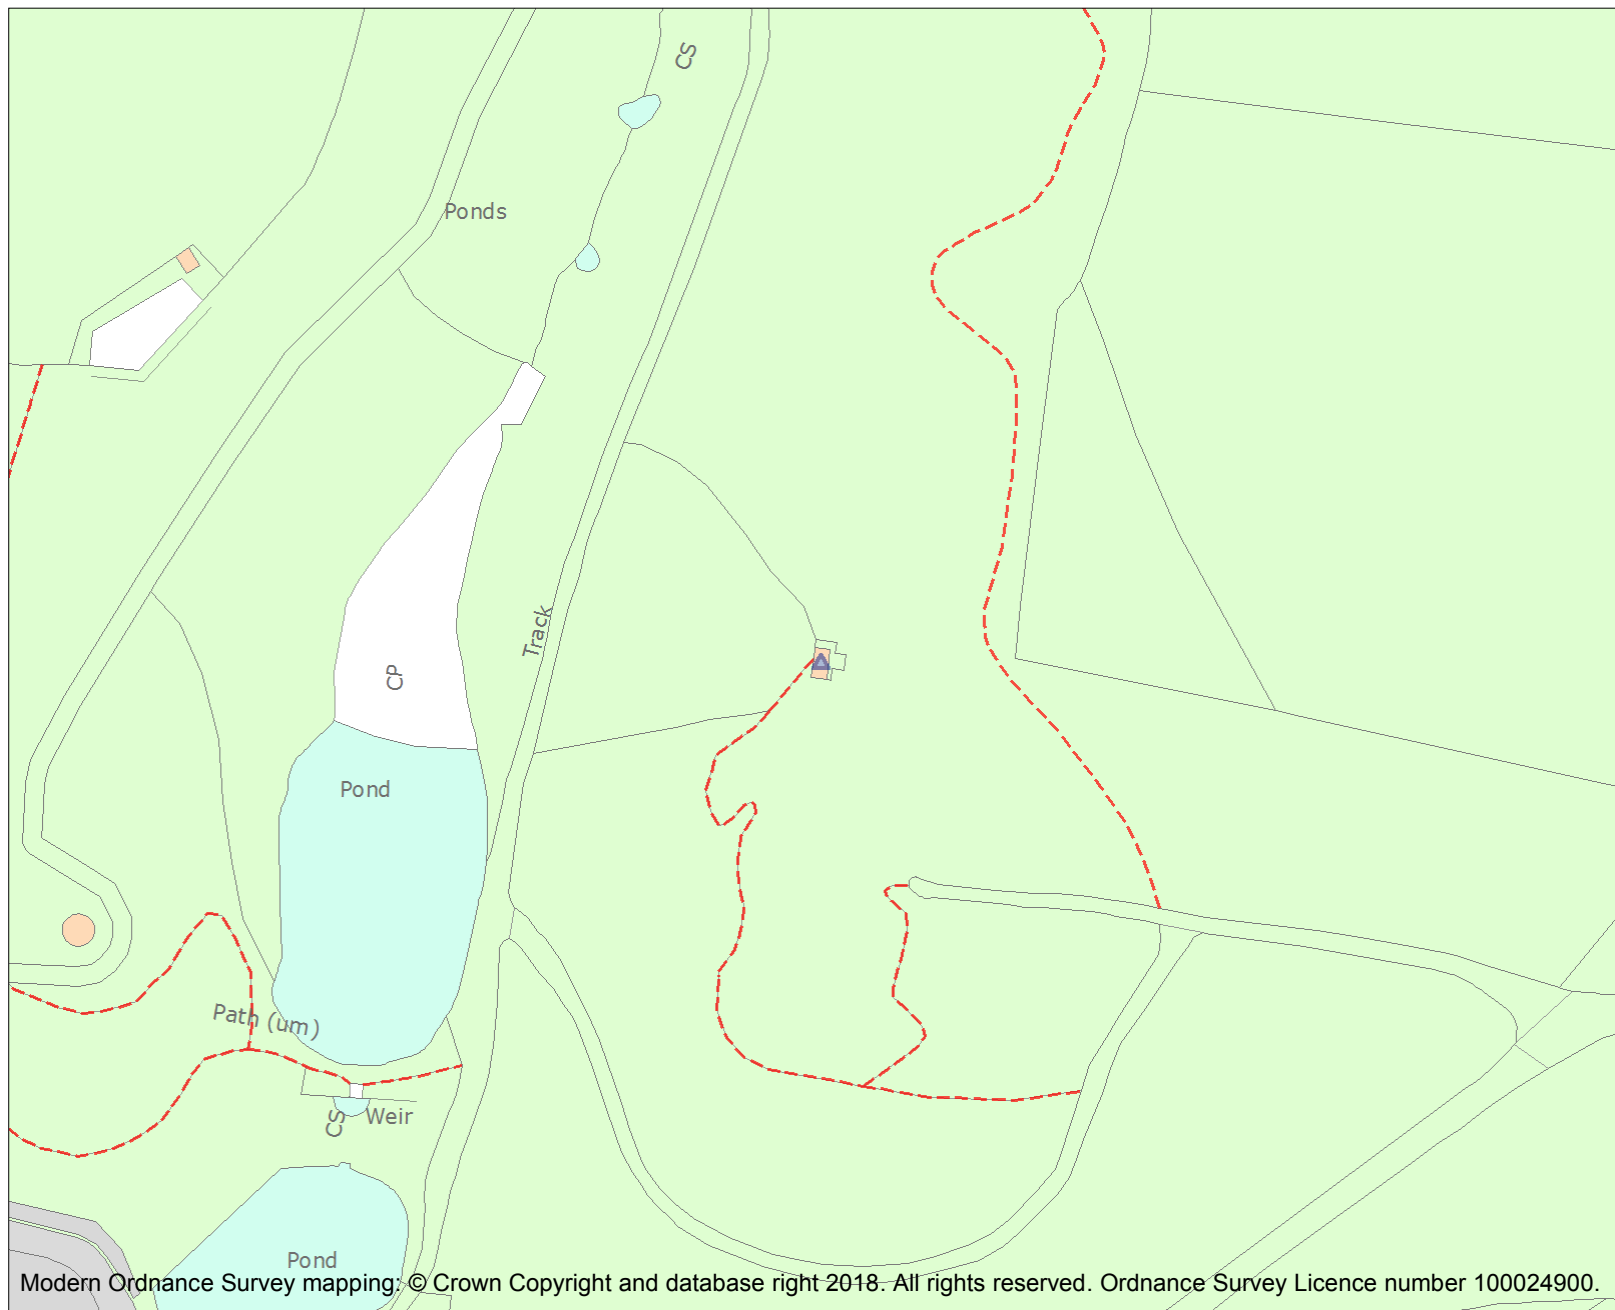 CS
Ponds
Track
CP
Pond
Path (um)
CS
Weir
Pond
Modern Ordnance Survey mapping: © Crown Copyright and database right 2018. All rights reserved. Ordnance Survey Licence number 100024900.